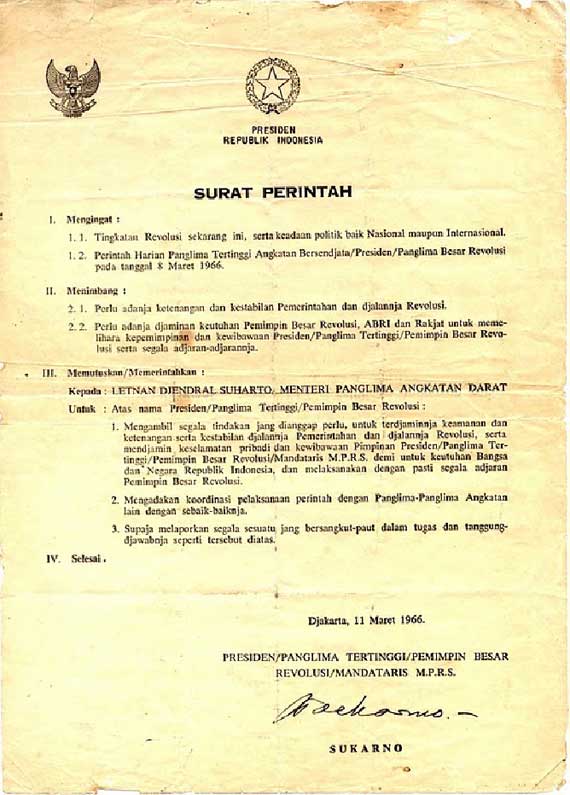 PRESIDEN
REPUBLIK INDONESIA
SURAT PERINTAH
I. Mengingat :
1. 1. Tingkatan Revolusi sekarang ini, serta keadaan politik baik Nasional maupun Internasional.
1. 2. Perintah Harian Panglima Tertinggi Angkatan Bersendjata/Presiden/Panglima Besar Revolusi
pada tanggal 8 Maret 1966.
II. Menimbang :
2. 1. Perlu adanja ketenangan dan kestabilan Pemerintahan dan djalannja Revolusi.
2. 2. Perlu adanja djaminan keutuhan Pemimpin Besar Revolusi, ABRI dan Rakjat untuk meme-
lihara kepemimpinan dan kewibawaan Presiden/Panglima Tertinggi/Pemimpin Besar Revo-
lusi serta segala adjaran-adjarannja.
III. Memutuskan/Memerintahkan :
Kepada : LETNAN DJENDRAL SUHARTO, MENTERI PANGLIMA ANGKATAN DARAT
Untuk : Atas nama Presiden/Panglima Tertinggi/Pemimpin Besar Revolusi :
1. Mengambil segala tindakan jang dianggap perlu, untuk terdjaminnja keamanan dan
ketenangan serta kestabilan djalannja Pemerintahan dan djalannja Revolusi, serta
mendjamin keselamatan pribadi dan kewibawaan Pimpinan Presiden/Panglima Ter-
tinggi/Pemimpin Besar Revolusi/Mandataris M.P.R.S. demi untuk keutuhan Bangsa
dan Negara Republik Indonesia, dan melaksanakan dengan pasti segala adjaran
Pemimpin Besar Revolusi.
2. Mengadakan koordinasi pelaksanaan perintah dengan Panglima-Panglima Angkatan
lain dengan sebaik-baiknja.
3. Supaja melaporkan segala sesuatu jang bersangkut-paut dalam tugas dan tanggung-
djawabnja seperti tersebut diatas.
IV. Selesai.
Djakarta, 11 Maret 1966.
PRESIDEN/PANGLIMA TERTINGGI/PEMIMPIN BESAR
REVOLUSI/MANDATARIS M.P.R.S.
Soekarno.-
SUKARNO